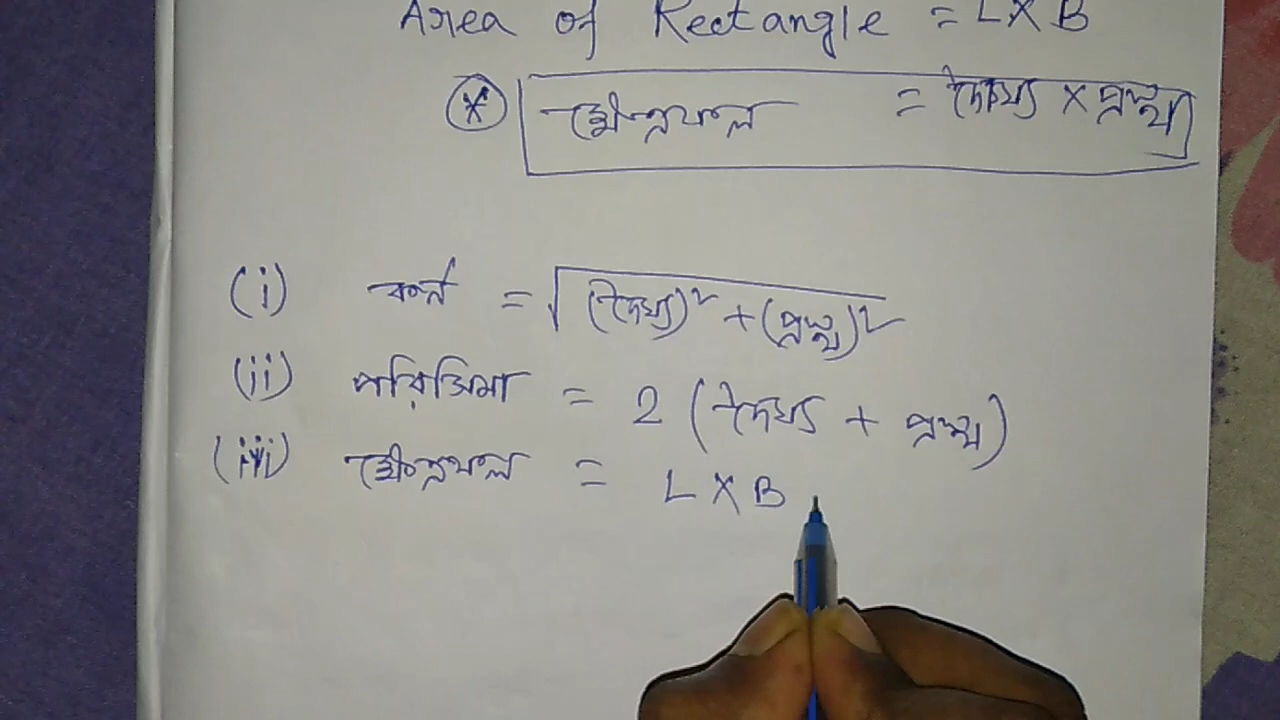 Area of Rectangle = L X B
* ক্ষেত্রফল = দৈর্ঘ্য X প্রস্থ
(i) কর্ন = √(দৈর্ঘ্য)² + (প্রস্থ)²
(ii) পরিসিমা = 2 (দৈর্ঘ্য + প্রস্থ)
(iii) ক্ষেত্রফল = L X B